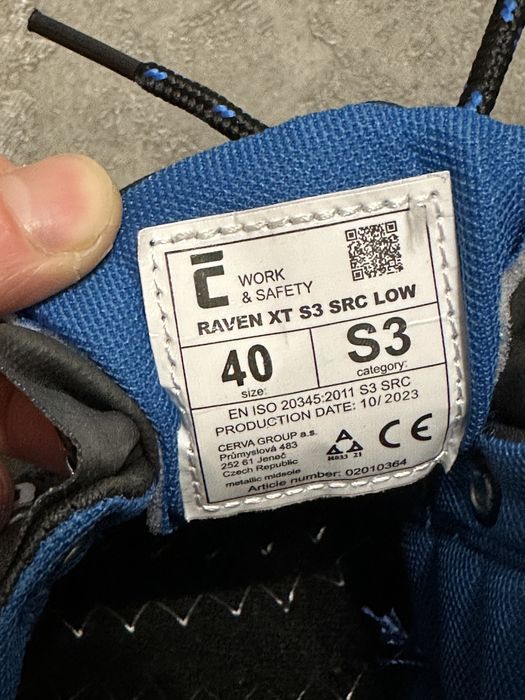 Č WORK
& SAFETY
RAVEN XT S3 SRC LOW
40
size:
S3
category:
EN ISO 20345:2011 S3 SRC
PRODUCTION DATE: 10/ 2023
CERVA GROUP a.s.
Průmyslová 483
252 61 Jeneč
Czech Republic
metallic midsole
CE
Article number: 02010364